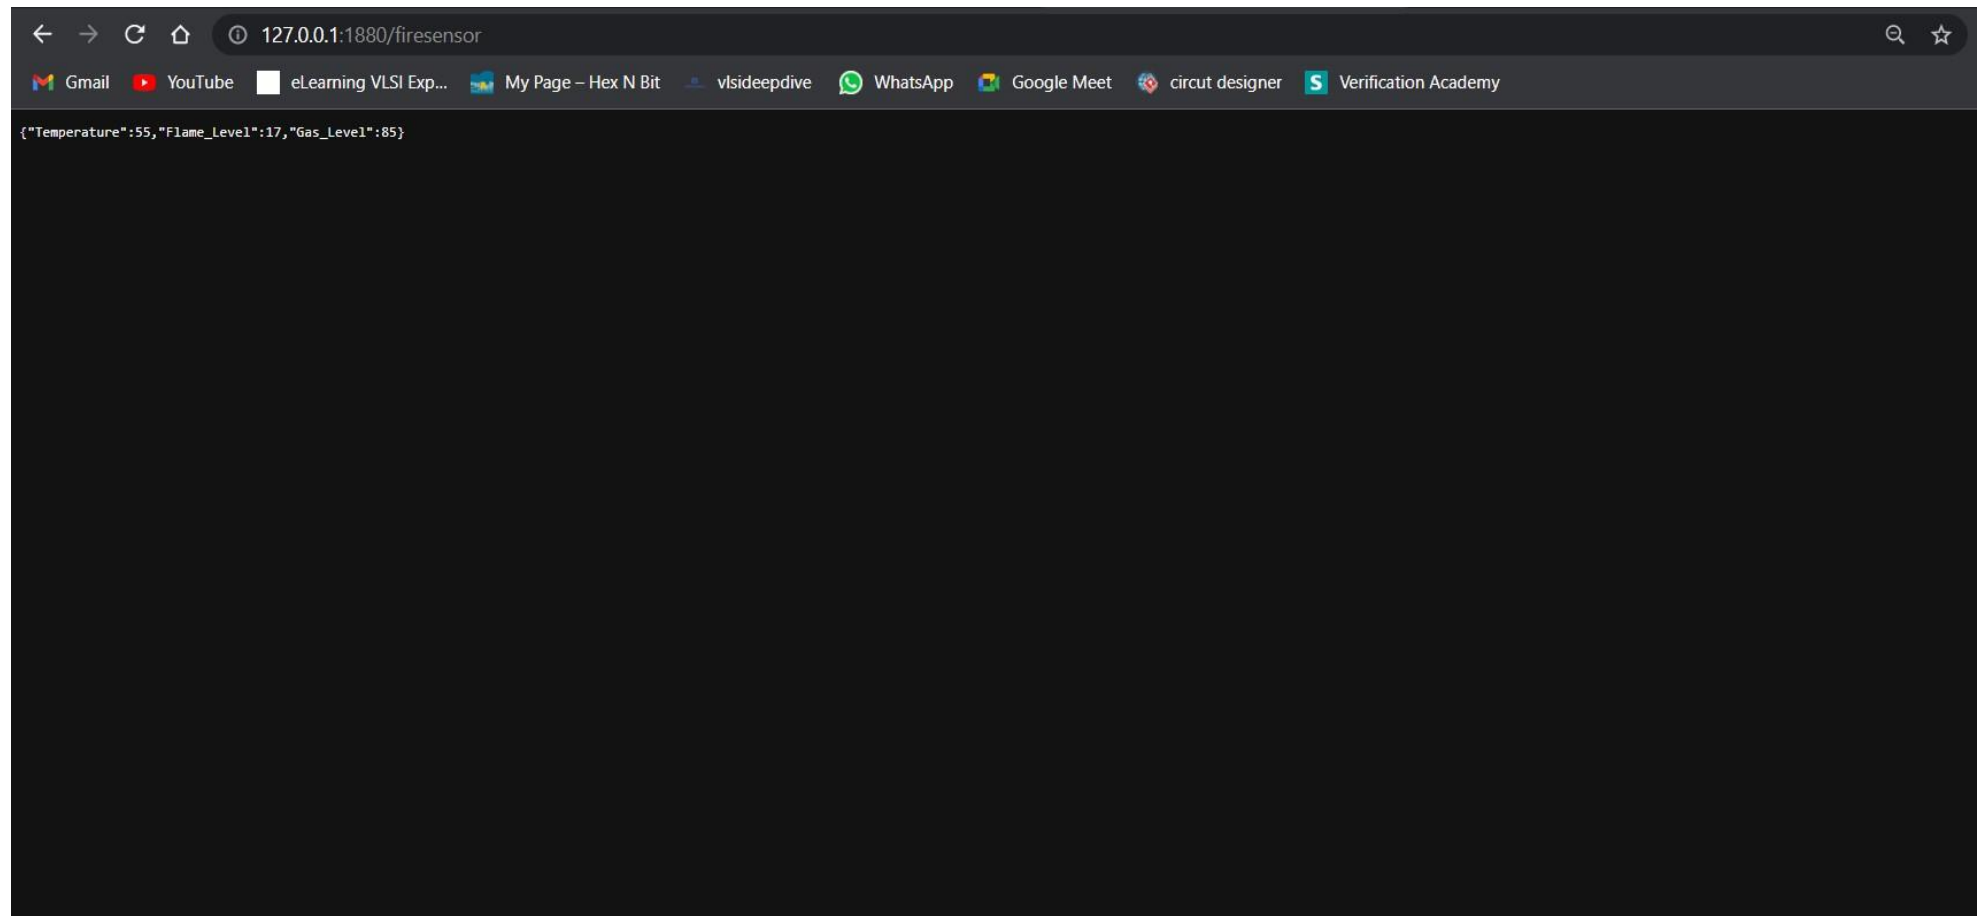 127.0.0.1:1880/firesensor
Gmail YouTube eLearning VLSI Exp... My Page – Hex N Bit vlsideepdive WhatsApp Google Meet circut designer S Verification Academy
{"Temperature":55,"Flame_Level":17,"Gas_Level":85}